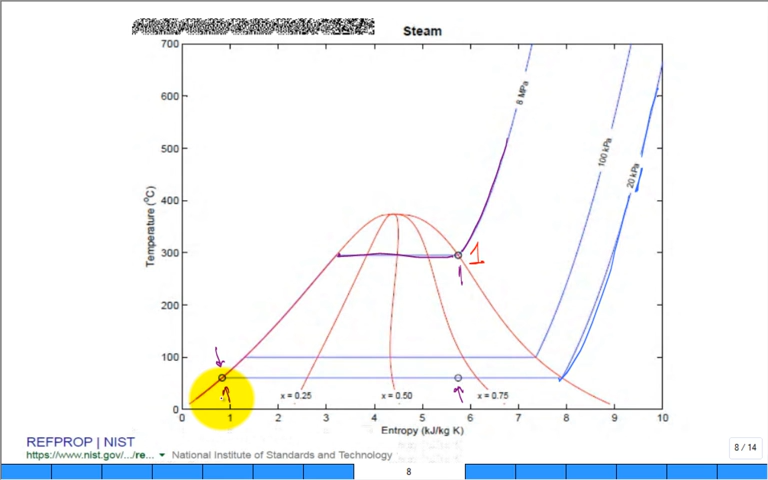 Steam
700
600
500
400
300
200
100
0
Temperature (°C)
8 MPa
100 kPa
20 kPa
1
x = 0.25
x = 0.50
x = 0.75
0 1 2 3 4 5 6 7 8 9 10
Entropy (kJ/kg K)
REFPROP | NIST
https://www.nist.gov/.../re... National Institute of Standards and Technology
8 / 14
8